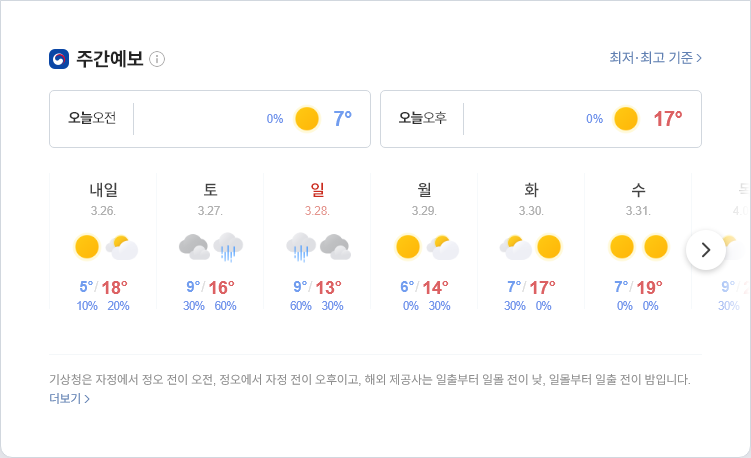 주간예보
최저·최고 기준 >
오늘오전 0% 7°
오늘오후 0% 17°
내일 토 일 월 화 수
3.26. 3.27. 3.28. 3.29. 3.30. 3.31.
5°/18° 9°/16° 9°/13° 6°/14° 7°/17° 7°/19° 9°
10% 20% 30% 60% 60% 30% 0% 30% 30% 0% 0% 0% 30%
기상청은 자정에서 정오 전이 오전, 정오에서 자정 전이 오후이고, 해외 제공사는 일출부터 일몰 전이 낮, 일몰부터 일출 전이 밤입니다.
더보기 >